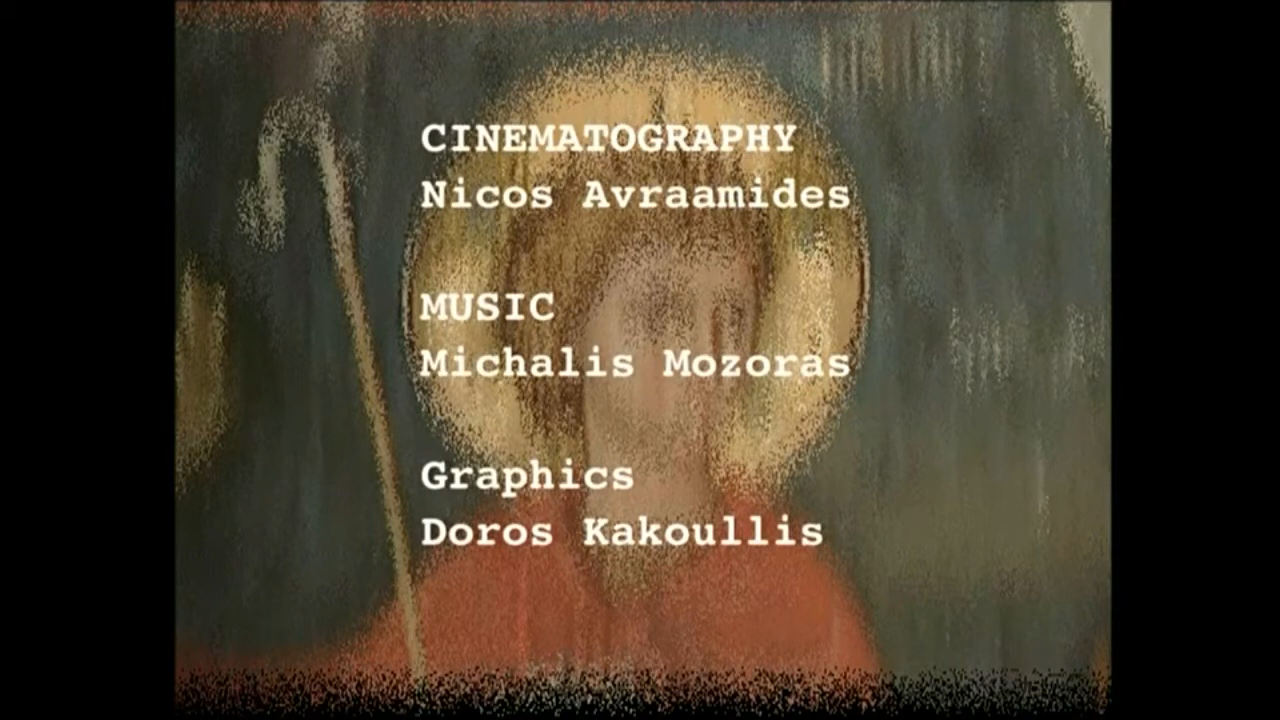 CINEMATOGRAPHY
Nicos Avraamides
MUSIC
Michalis Mozoras
Graphics
Doros Kakoullis